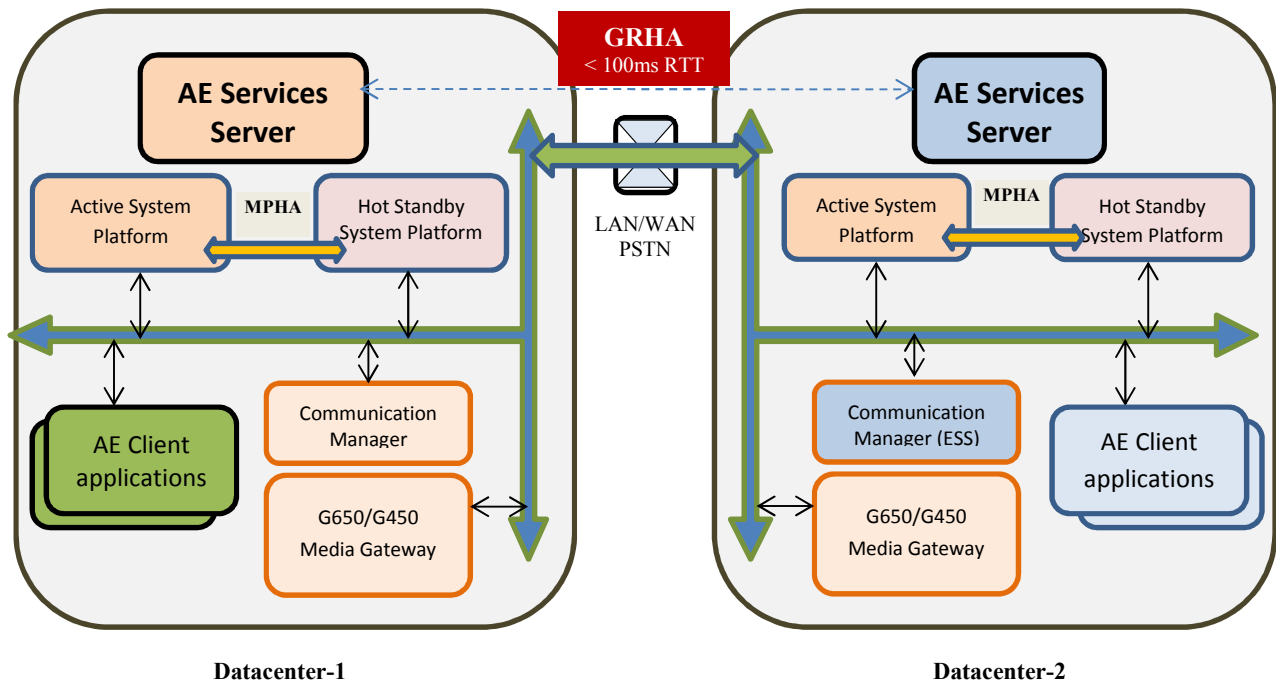 GRHA
< 100ms RTT
AE Services
Server
AE Services
Server
Active System
Platform
MPHA
Hot Standby
System Platform
LAN/WAN
PSTN
Active System
Platform
MPHA
Hot Standby
System Platform
AE Client
applications
Communication
Manager
G650/G450
Media Gateway
Communication
Manager (ESS)
G650/G450
Media Gateway
AE Client
applications
Datacenter-1
Datacenter-2